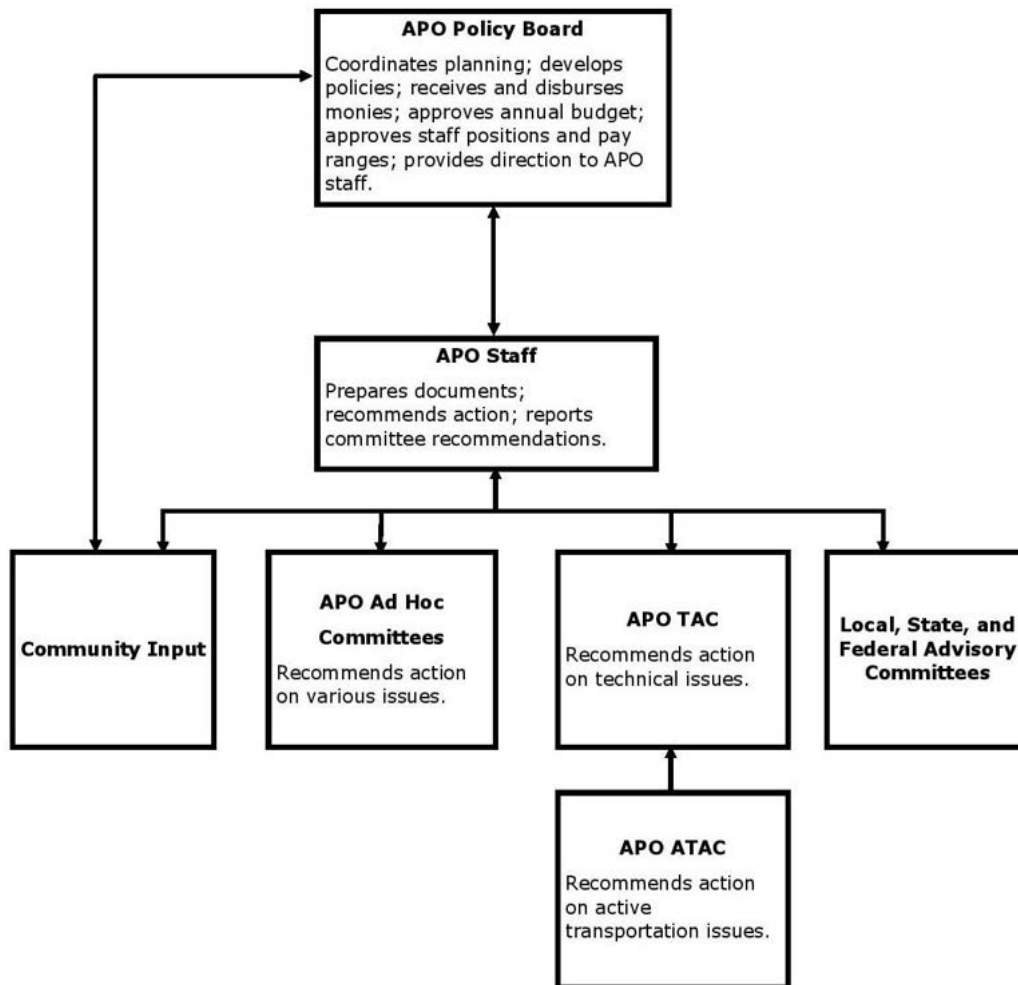 APO Policy Board
Coordinates planning; develops
policies; receives and disburses
monies; approves annual budget;
approves staff positions and pay
ranges; provides direction to APO
staff.
APO Staff
Prepares documents;
recommends action; reports
committee recommendations.
Community Input
APO Ad Hoc
Committees
Recommends action
on various issues.
APO TAC
Recommends action
on technical issues.
Local, State, and
Federal Advisory
Committees
APO ATAC
Recommends action
on active
transportation issues.